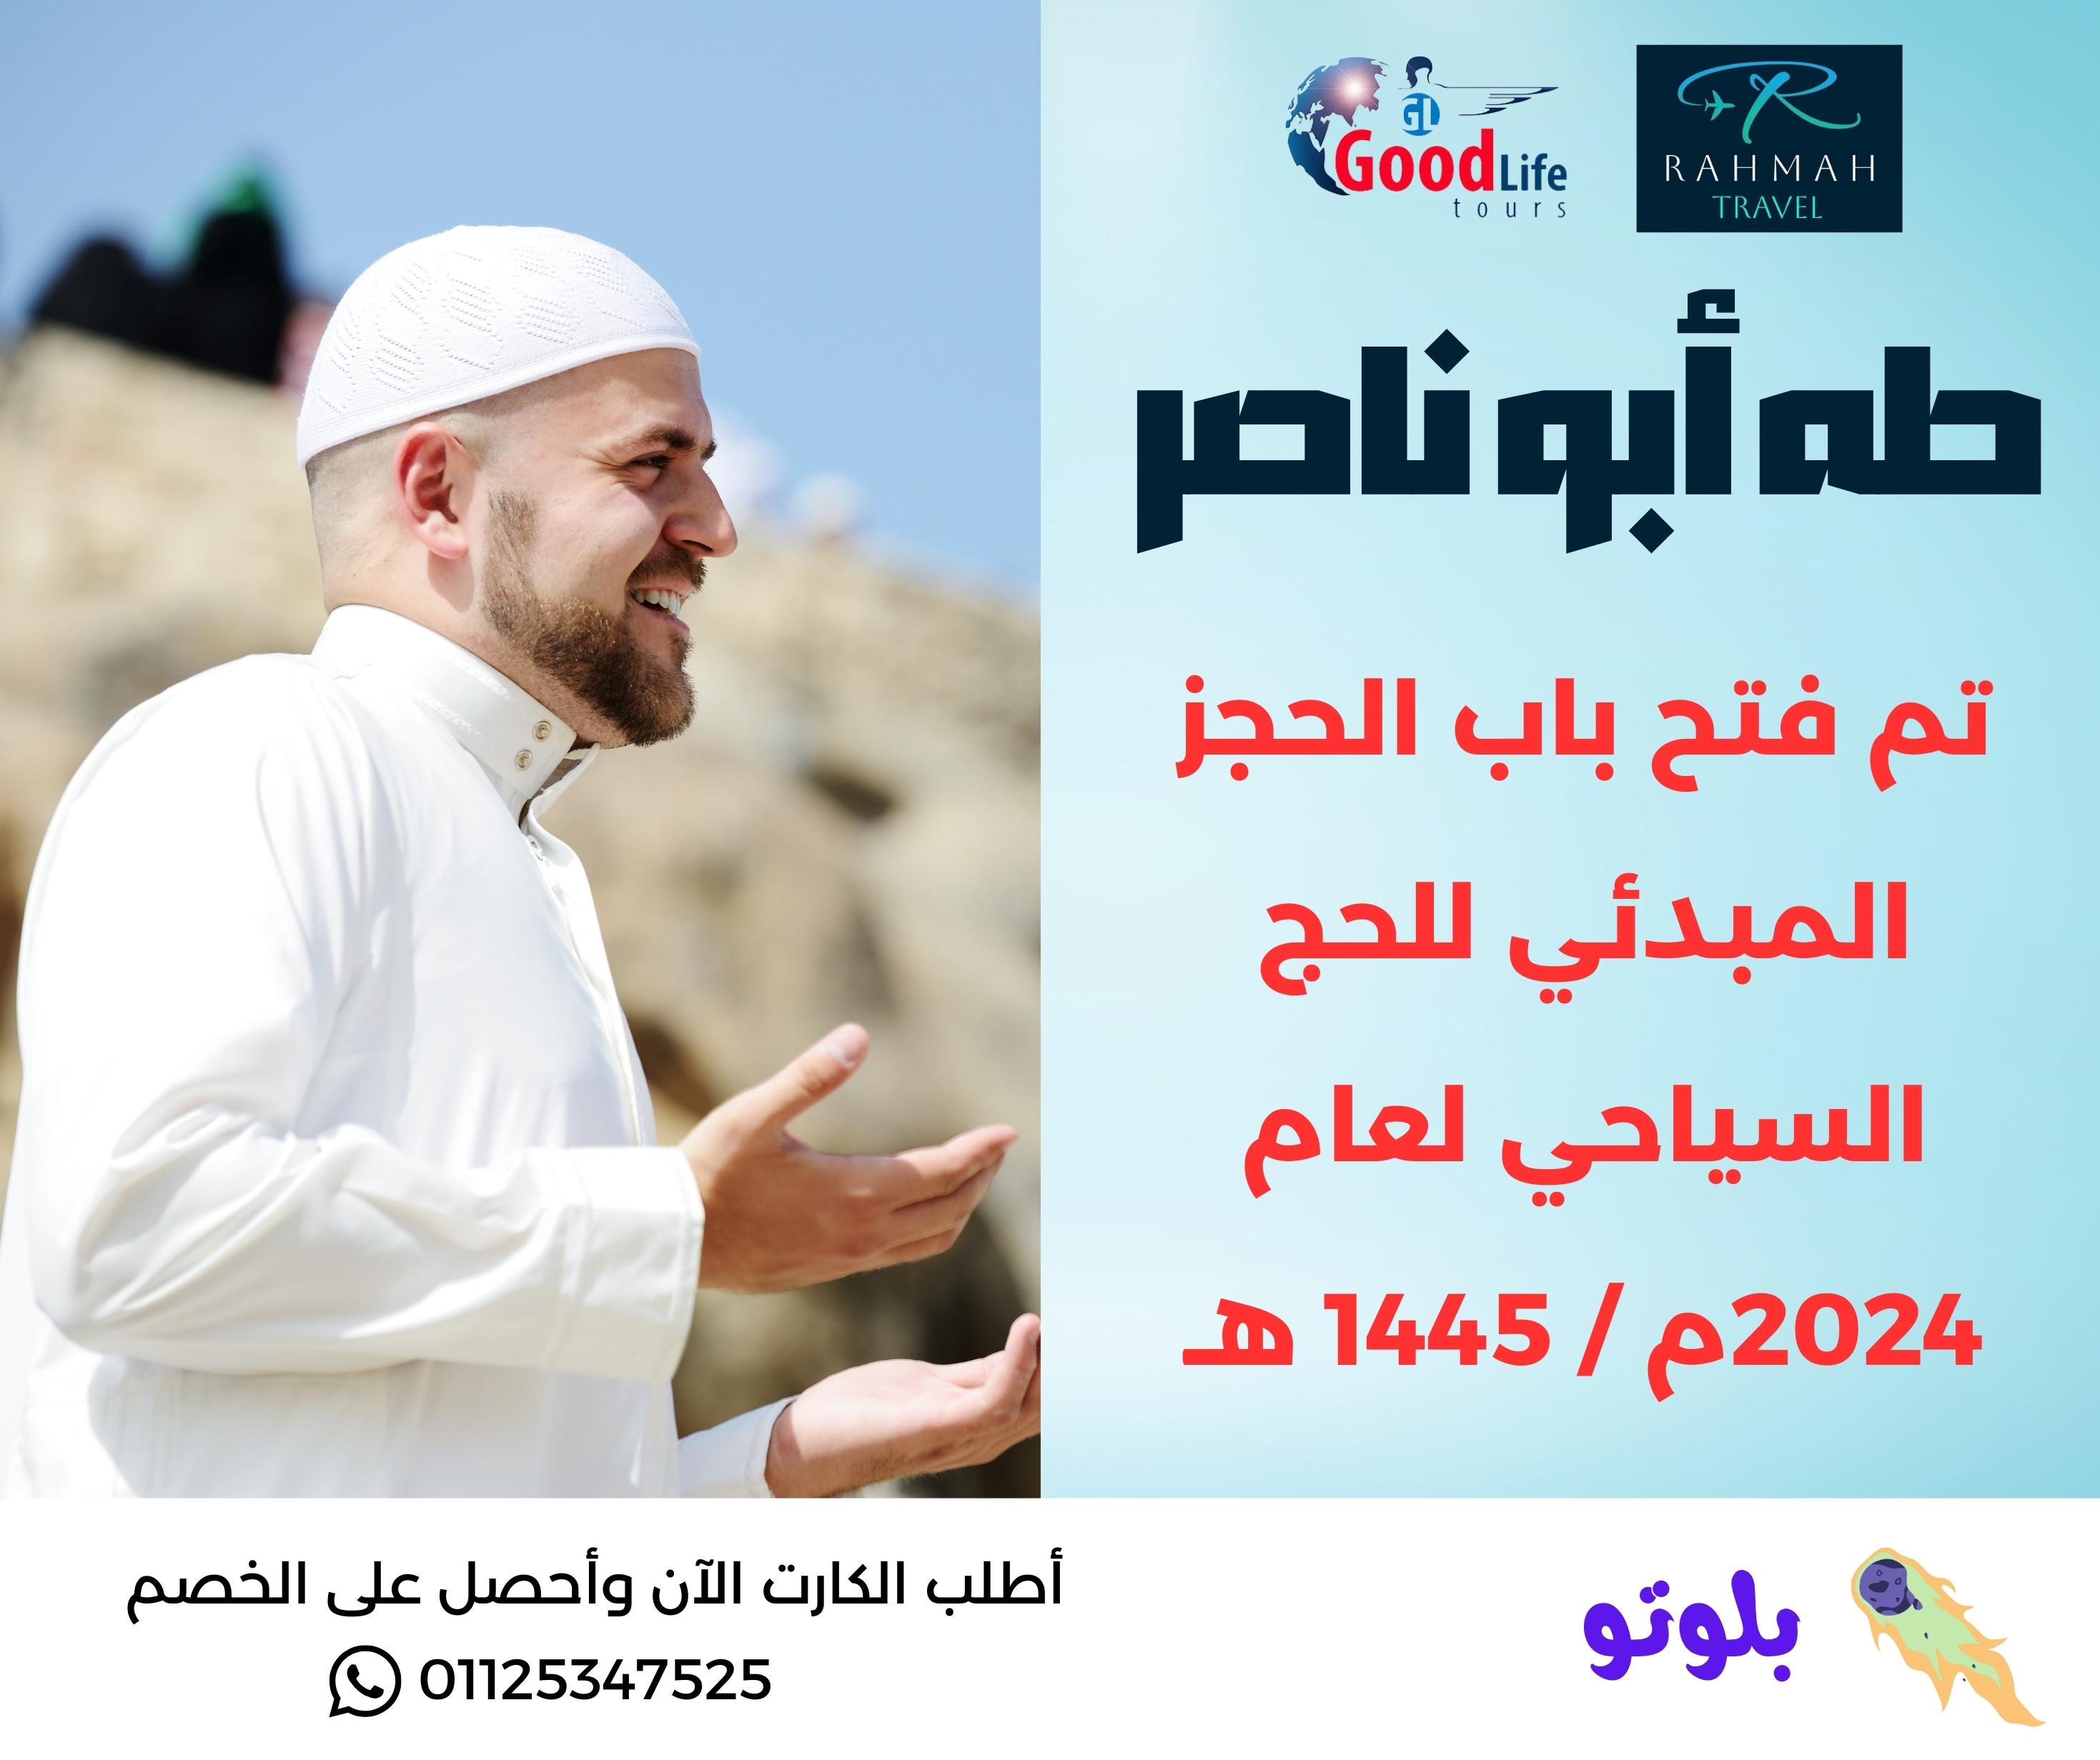 GL
Good Life
tours
R
RAHMAH
TRAVEL
طه أبو ناصر
تم فتح باب الحجز
المبدئي للحج
السياحي لعام
2024م / 1445 هـ
أطلب الكارت الآن وأحصل على الخصم
01125347525
بلوتو